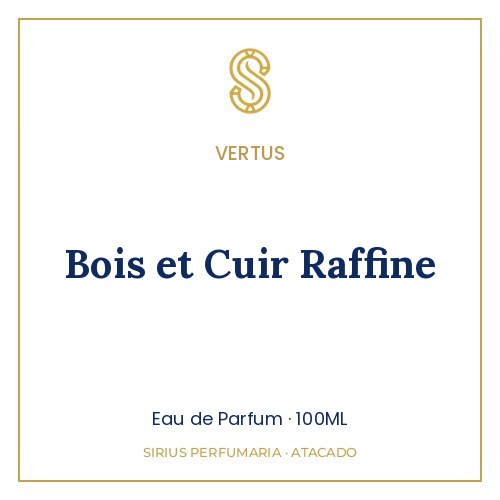 VERTUS
Bois et Cuir Raffine
Eau de Parfum · 100ML
SIRIUS PERFUMARIA · ATACADO